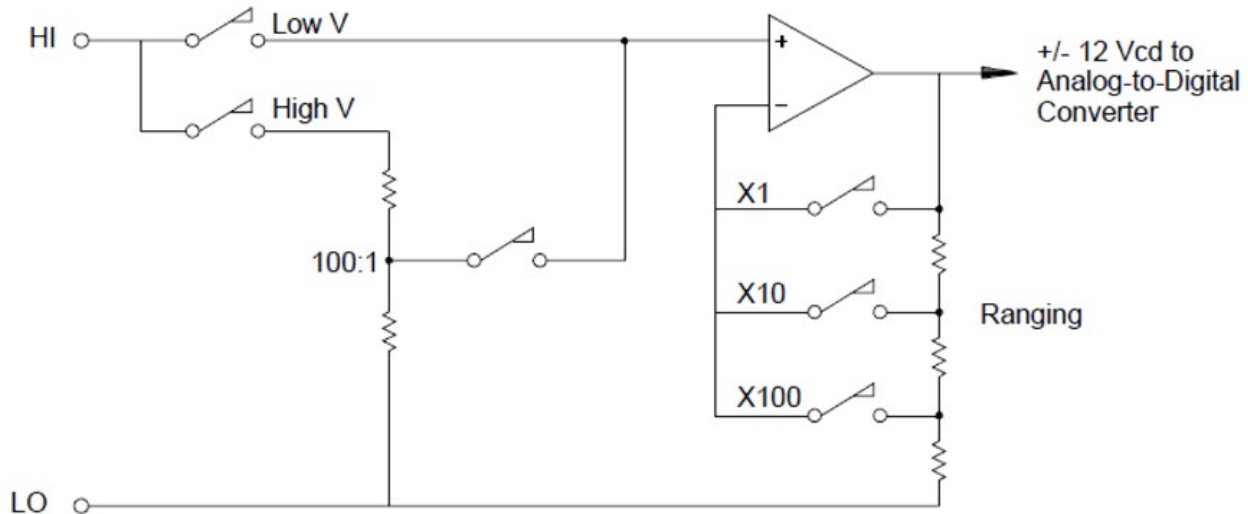 HI
Low V
High V
100:1
LO
+
−
X1
X10
X100
Ranging
+/- 12 Vcd to
Analog-to-Digital
Converter